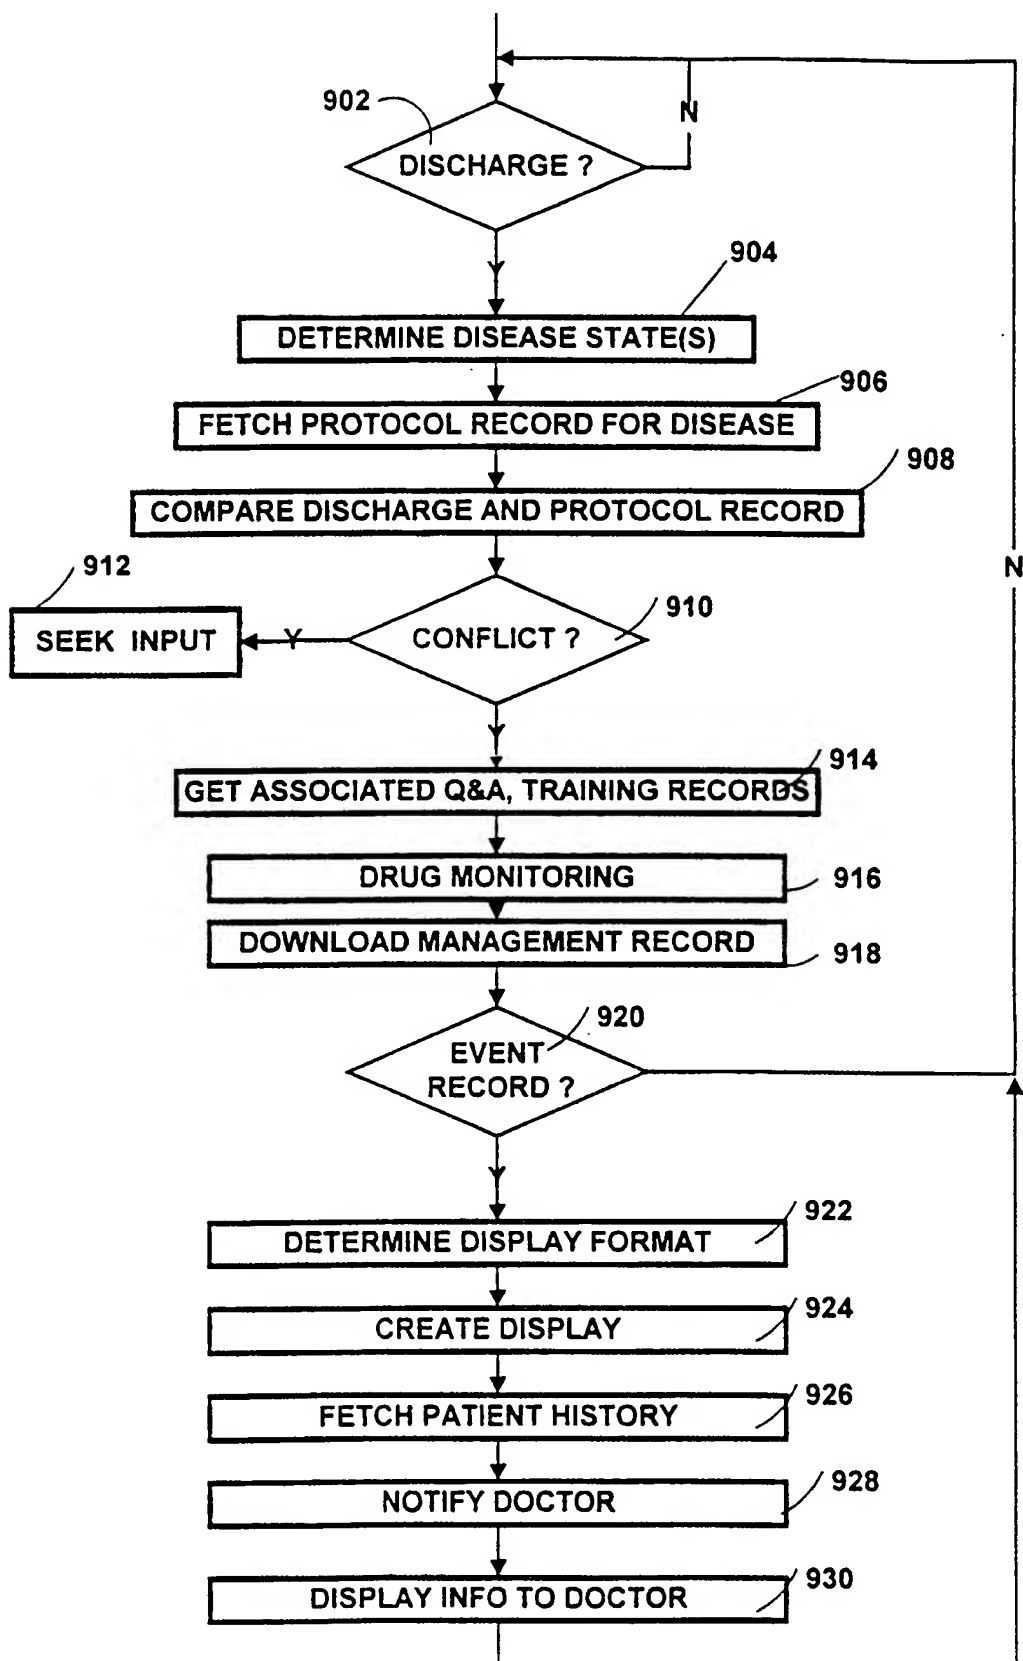 902
N
DISCHARGE ?
Y
904
DETERMINE DISEASE STATE(S)
906
FETCH PROTOCOL RECORD FOR DISEASE
908
COMPARE DISCHARGE AND PROTOCOL RECORD
912
N
910
SEEK INPUT
Y
CONFLICT ?
Y
914
GET ASSOCIATED Q&A, TRAINING RECORDS
DRUG MONITORING
916
DOWNLOAD MANAGEMENT RECORD
918
920
EVENT
RECORD ?
Y
922
DETERMINE DISPLAY FORMAT
924
CREATE DISPLAY
926
FETCH PATIENT HISTORY
928
NOTIFY DOCTOR
930
DISPLAY INFO TO DOCTOR